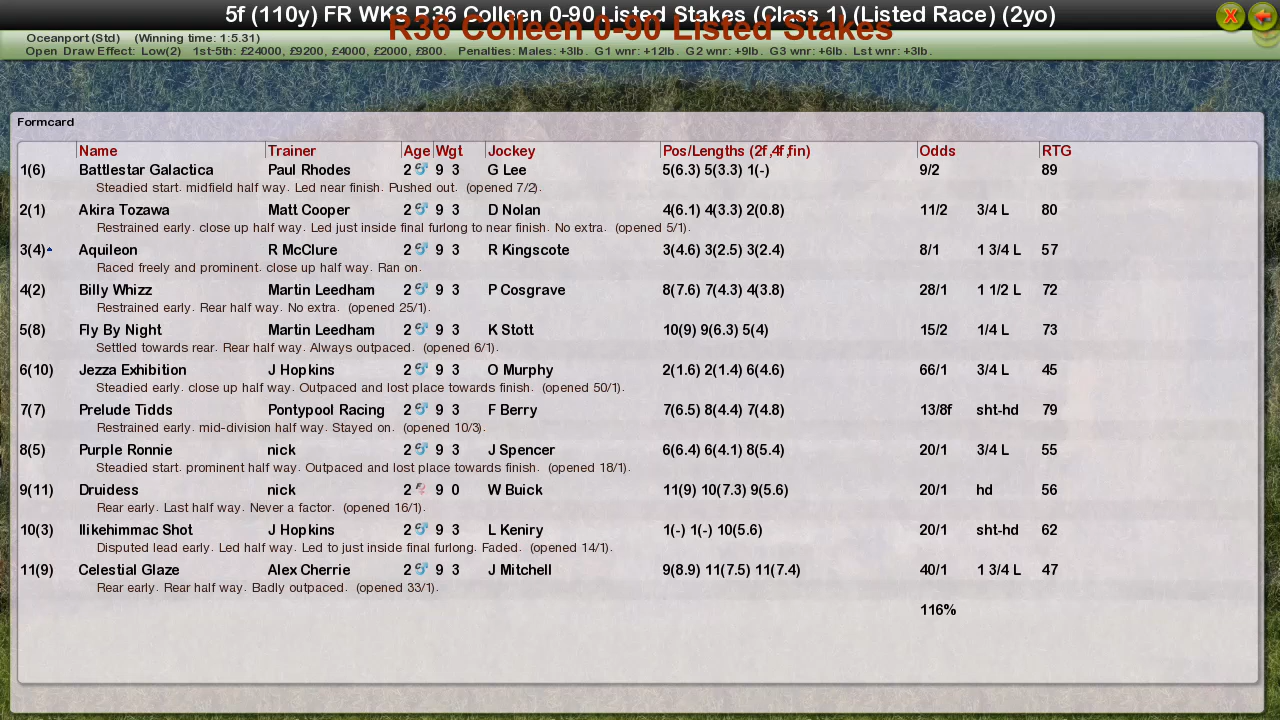 5f (110y) FR WK8 R36 Colleen 0-90 Listed Stakes (Class 1) (Listed Race) (2yo)
R36 Colleen 0-90 Listed Stakes
Oceanport(Std) (Winning time: 1:5.31)
Open Draw Effect: Low(2) 1st-5th: £24000, £9200, £4000, £2000, £800. Penalties: Males: +3lb. G1 wnr: +12lb. G2 wnr: +9lb. G3 wnr: +6lb. Lst wnr: +3lb.
Formcard
Name Trainer Age Wgt Jockey Pos/Lengths (2f,4f,fin) Odds RTG
1(6) Battlestar Galactica Paul Rhodes 2 9 3 G Lee 5(6.3) 5(3.3) 1(-) 9/2 89
Steadied start. midfield half way. Led near finish. Pushed out. (opened 7/2).
2(1) Akira Tozawa Matt Cooper 2 9 3 D Nolan 4(6.1) 4(3.3) 2(0.8) 11/2 3/4 L 80
Restrained early. close up half way. Led just inside final furlong to near finish. No extra. (opened 5/1).
3(4) Aquileon R McClure 2 9 3 R Kingscote 3(4.6) 3(2.5) 3(2.4) 8/1 1 3/4 L 57
Raced freely and prominent. close up half way. Ran on.
4(2) Billy Whizz Martin Leedham 2 9 3 P Cosgrave 8(7.6) 7(4.3) 4(3.8) 28/1 1 1/2 L 72
Restrained early. Rear half way. No extra. (opened 25/1).
5(8) Fly By Night Martin Leedham 2 9 3 K Stott 10(9) 9(6.3) 5(4) 15/2 1/4 L 73
Settled towards rear. Rear half way. Always outpaced. (opened 6/1).
6(10) Jezza Exhibition J Hopkins 2 9 3 O Murphy 2(1.6) 2(1.4) 6(4.6) 66/1 3/4 L 45
Steadied early. close up half way. Outpaced and lost place towards finish. (opened 50/1).
7(7) Prelude Tidds Pontypool Racing 2 9 3 F Berry 7(6.5) 8(4.4) 7(4.8) 13/8f sht-hd 79
Restrained early. mid-division half way. Stayed on. (opened 10/3).
8(5) Purple Ronnie nick 2 9 3 J Spencer 6(6.4) 6(4.1) 8(5.4) 20/1 3/4 L 55
Steadied start. prominent half way. Outpaced and lost place towards finish. (opened 18/1).
9(11) Druidess nick 2 9 0 W Buick 11(9) 10(7.3) 9(5.6) 20/1 hd 56
Rear early. Last half way. Never a factor. (opened 16/1).
10(3) Ilikehimmac Shot J Hopkins 2 9 3 L Keniry 1(-) 1(-) 10(5.6) 20/1 sht-hd 62
Disputed lead early. Led half way. Led to just inside final furlong. Faded. (opened 14/1).
11(9) Celestial Glaze Alex Cherrie 2 9 3 J Mitchell 9(8.9) 11(7.5) 11(7.4) 40/1 1 3/4 L 47
Rear early. Rear half way. Badly outpaced. (opened 33/1).
116%